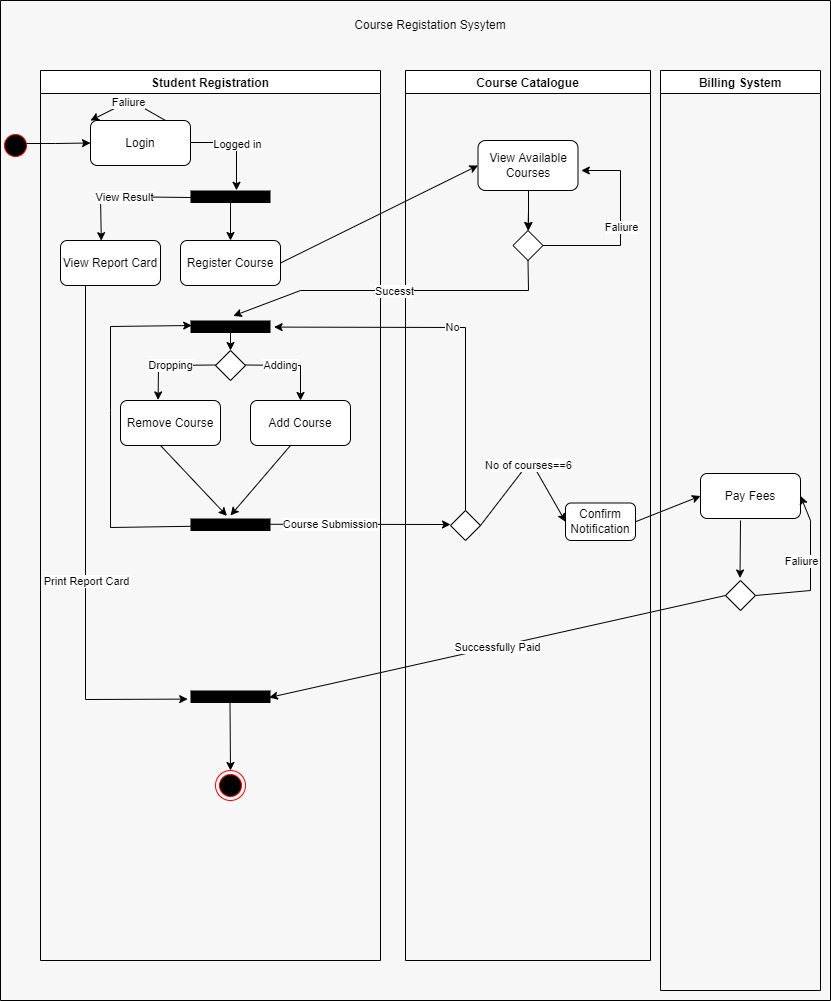 Course Registation Sysytem
Student Registration
Course Catalogue
Billing System
Faliure
Login
Logged in
View Available
Courses
View Result
Faliure
View Report Card
Register Course
Sucesst
No
Dropping
Adding
Remove Course
Add Course
No of courses==6
Pay Fees
Confirm
Notification
Course Submission
Faliure
Print Report Card
Successfully Paid